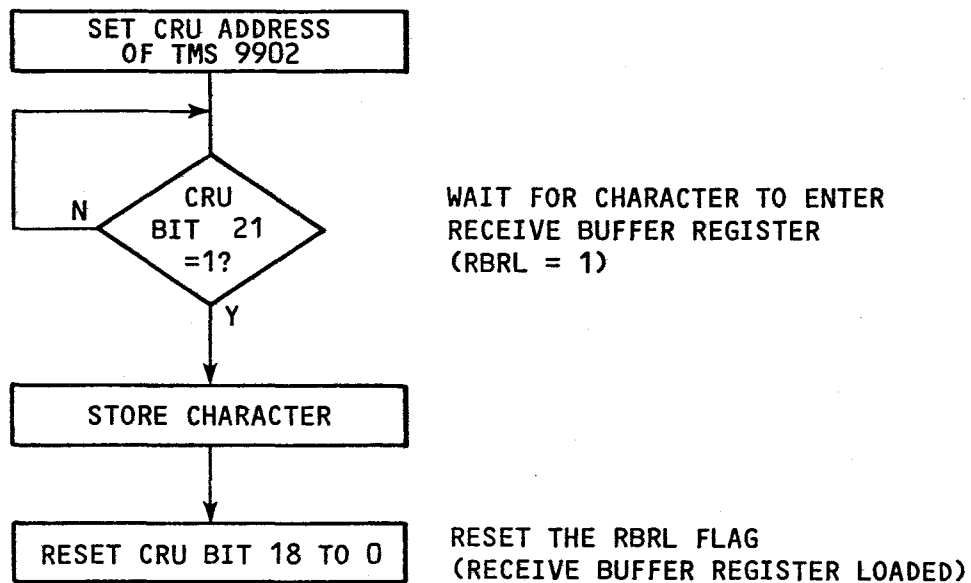 SET CRU ADDRESS
OF TMS 9902
N
CRU
BIT 21
=1?
Y
WAIT FOR CHARACTER TO ENTER
RECEIVE BUFFER REGISTER
(RBRL = 1)
STORE CHARACTER
RESET CRU BIT 18 TO 0
RESET THE RBRL FLAG
(RECEIVE BUFFER REGISTER LOADED)